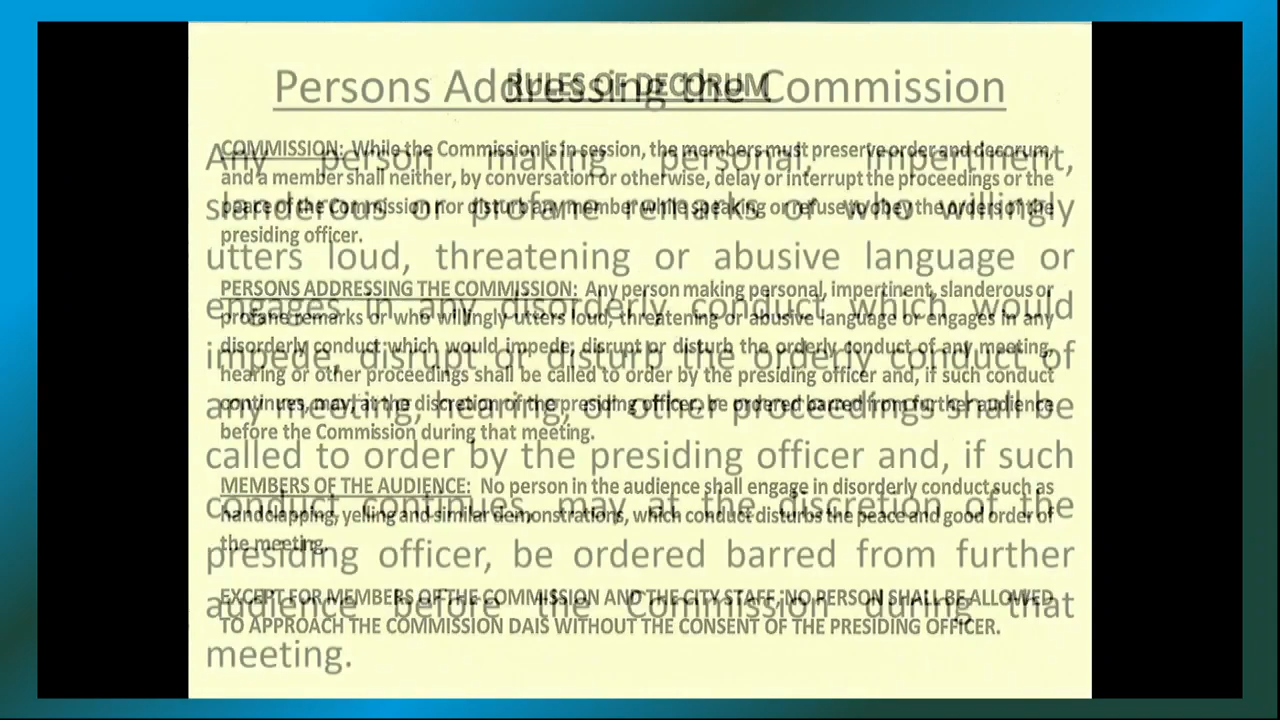 Persons Addressing the Commission
Any person making personal, impertinent,
slanderous or profane remarks or who willingly
utters loud, threatening or abusive language or
engages in any disorderly conduct which would
impede, disrupt or disturb the orderly conduct of
any meeting, hearing, or other proceedings shall be
called to order by the presiding officer and, if such
conduct continues, may, at the discretion of the
presiding officer, be ordered barred from further
audience before the Commission during that
meeting.
RULES OF DECORUM
COMMISSION: While the Commission is in session, the members must preserve order and decorum,
and a member shall neither, by conversation or otherwise, delay or interrupt the proceedings or the
peace of the Commission nor disturb any member while speaking or refuse to obey the orders of the
presiding officer.
PERSONS ADDRESSING THE COMMISSION: Any person making personal, impertinent, slanderous or
profane remarks or who willingly utters loud, threatening or abusive language or engages in any
disorderly conduct which would impede, disrupt or disturb the orderly conduct of any meeting,
hearing or other proceedings shall be called to order by the presiding officer and, if such conduct
continues, may, at the discretion of the presiding officer, be ordered barred from further audience
before the Commission during that meeting.
MEMBERS OF THE AUDIENCE: No person in the audience shall engage in disorderly conduct such as
handclapping, yelling and similar demonstrations, which conduct disturbs the peace and good order of
the meeting.
EXCEPT FOR MEMBERS OF THE COMMISSION AND THE CITY STAFF, NO PERSON SHALL BE ALLOWED
TO APPROACH THE COMMISSION DAIS WITHOUT THE CONSENT OF THE PRESIDING OFFICER.